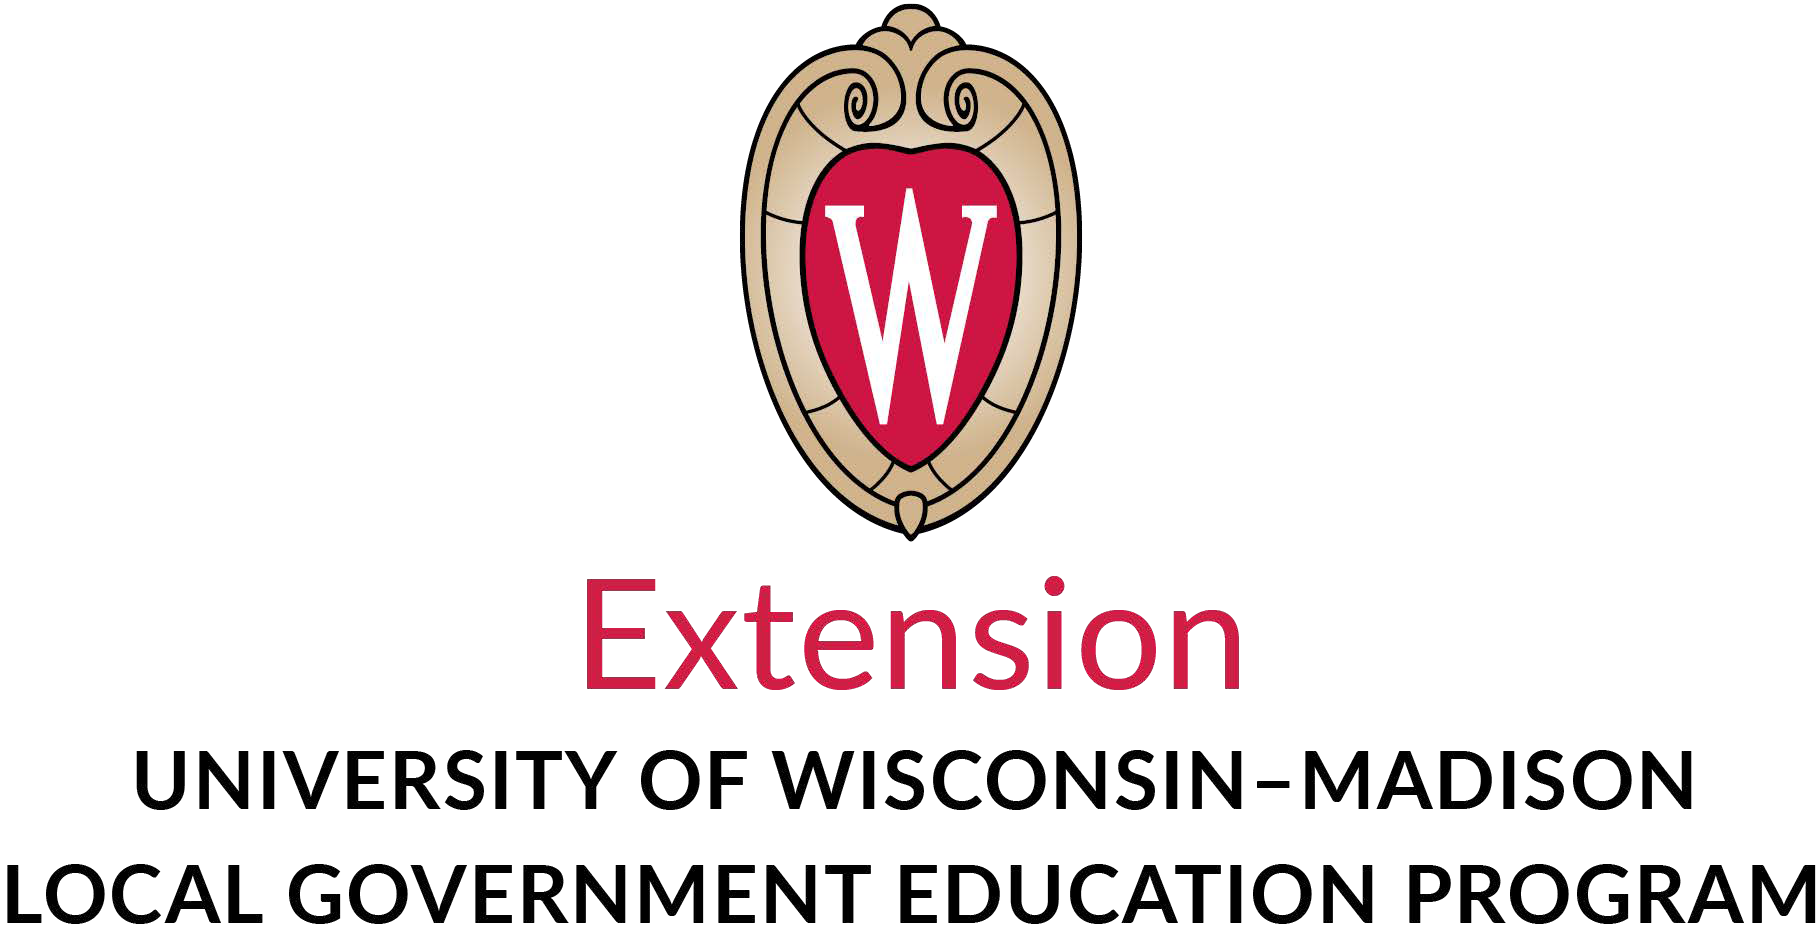 W
Extension
UNIVERSITY OF WISCONSIN–MADISON
LOCAL GOVERNMENT EDUCATION PROGRAM